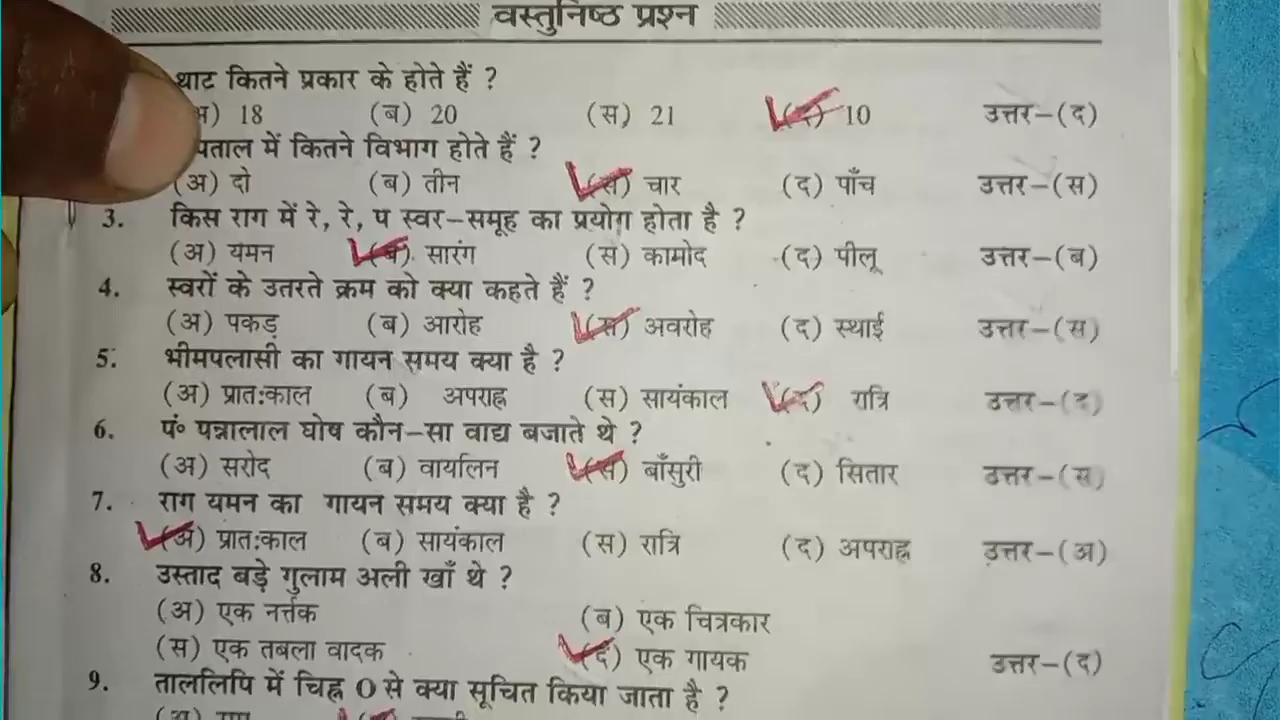 वस्तुनिष्ठ प्रश्न
थाट कितने प्रकार के होते हैं ?
18 (ब) 20 (स) 21 (द) 10 उत्तर–(द)
में कितने विभाग होते हैं ?
(अ) दो (ब) तीन (स) चार (द) पाँच उत्तर–(स)
3. किस राग में रे, रे, प स्वर–समूह का प्रयोग होता है ?
(अ) यमन (ब) सारंग (स) कामोद (द) पीलू उत्तर–(ब)
4. स्वरों के उतरते क्रम को क्या कहते हैं ?
(अ) पकड़ (ब) आरोह (स) अवरोह (द) स्थाई उत्तर–(स)
5. भीमपलासी का गायन समय क्या है ?
(अ) प्रातःकाल (ब) अपराह्न (स) सायंकाल (द) रात्रि उत्तर–(द)
6. पं० पन्नालाल घोष कौन–सा वाद्य बजाते थे ?
(अ) सरोद (ब) वायलिन (स) बाँसुरी (द) सितार उत्तर–(स)
7. राग यमन का गायन समय क्या है ?
(अ) प्रातःकाल (ब) सायंकाल (स) रात्रि (द) अपराह्न उत्तर–(अ)
8. उस्ताद बड़े गुलाम अली खाँ थे ?
(अ) एक नर्त्तक (ब) एक चित्रकार
(स) एक तबला वादक (द) एक गायक उत्तर–(द)
9. ताललिपि में चिह्न O से क्या सूचित किया जाता है ?